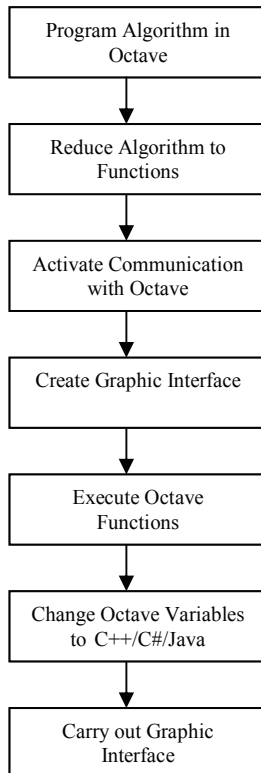 Program Algorithm in
Octave
Reduce Algorithm to
Functions
Activate Communication
with Octave
Create Graphic Interface
Execute Octave
Functions
Change Octave Variables
to C++/C#/Java
Carry out Graphic
Interface